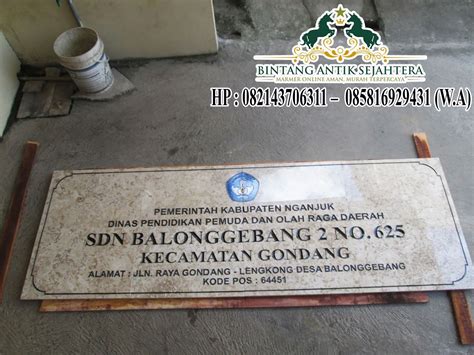 BINTANG ANTIK SEJAHTERA
MARMER ONLINE AMAN, MURAH TERPERCAYA
HP : 082143706311 – 085816929431 (W.A)
PEMERINTAH KABUPATEN NGANJUK
DINAS PENDIDIKAN PEMUDA DAN OLAH RAGA DAERAH
SDN BALONGGEBANG 2 NO.625
KECAMATAN GONDANG
ALAMAT : JLN. RAYA GONDANG - LENGKONG DESA BALONGGEBANG
KODE POS : 64451